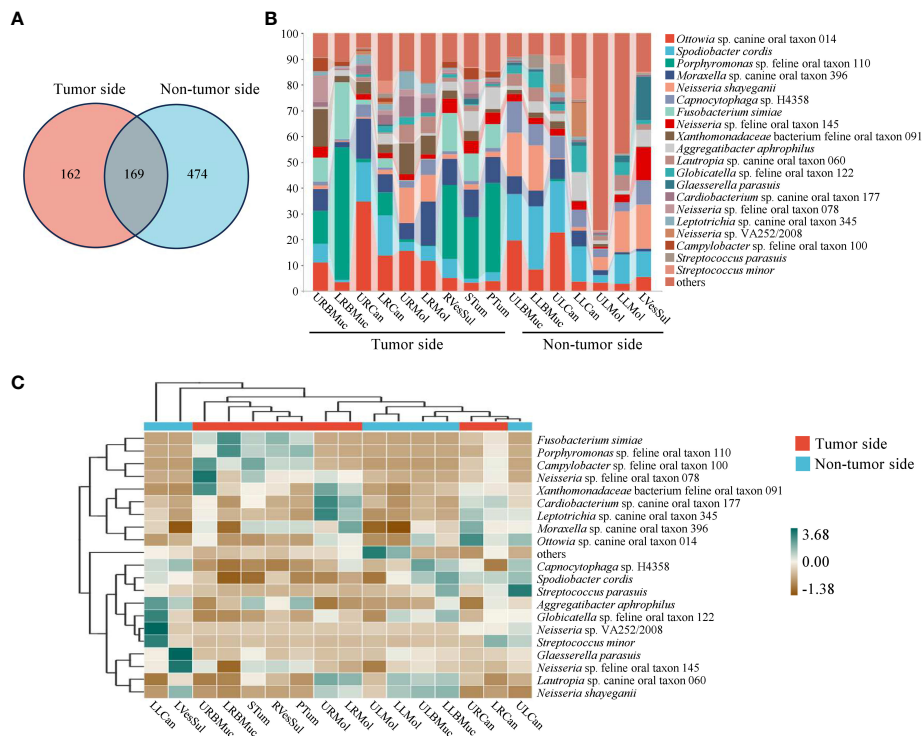 A
Tumor side
Non-tumor side
162
169
474
B
100
90
80
70
60
50
40
30
20
10
0
URBMuc
LRBMuc
URCan
LRCan
URMol
LRMol
RVesSul
STum
PTum
ULBMuc
LLBMuc
ULCan
LLCan
ULMol
LLMol
LVesSul
Tumor side
Non-tumor side
Ottowia sp. canine oral taxon 014
Spodiobacter cordis
Porphyromonas sp. feline oral taxon 110
Moraxella sp. canine oral taxon 396
Neisseria shayeganii
Capnocytophaga sp. H4358
Fusobacterium simiae
Neisseria sp. feline oral taxon 145
Xanthomonadaceae bacterium feline oral taxon 091
Aggregatibacter aphrophilus
Lautropia sp. canine oral taxon 060
Globicatella sp. feline oral taxon 122
Glaesserella parasuis
Cardiobacterium sp. canine oral taxon 177
Neisseria sp. feline oral taxon 078
Leptotrichia sp. canine oral taxon 345
Neisseria sp. VA252/2008
Campylobacter sp. feline oral taxon 100
Streptococcus parasuis
Streptococcus minor
others
C
Fusobacterium simiae
Porphyromonas sp. feline oral taxon 110
Campylobacter sp. feline oral taxon 100
Neisseria sp. feline oral taxon 078
Xanthomonadaceae bacterium feline oral taxon 091
Cardiobacterium sp. canine oral taxon 177
Leptotrichia sp. canine oral taxon 345
Moraxella sp. canine oral taxon 396
Ottowia sp. canine oral taxon 014
others
Capnocytophaga sp. H4358
Spodiobacter cordis
Streptococcus parasuis
Aggregatibacter aphrophilus
Globicatella sp. feline oral taxon 122
Neisseria sp. VA252/2008
Streptococcus minor
Glaesserella parasuis
Neisseria sp. feline oral taxon 145
Lautropia sp. canine oral taxon 060
Neisseria shayeganii
LLCan
LVesSul
URBMuc
LRBMuc
STum
RVesSul
PTum
URMol
LRMol
ULMol
LLMol
ULBMuc
LLBMuc
URCan
LRCan
ULCan
Tumor side
Non-tumor side
3.68
0.00
-1.38